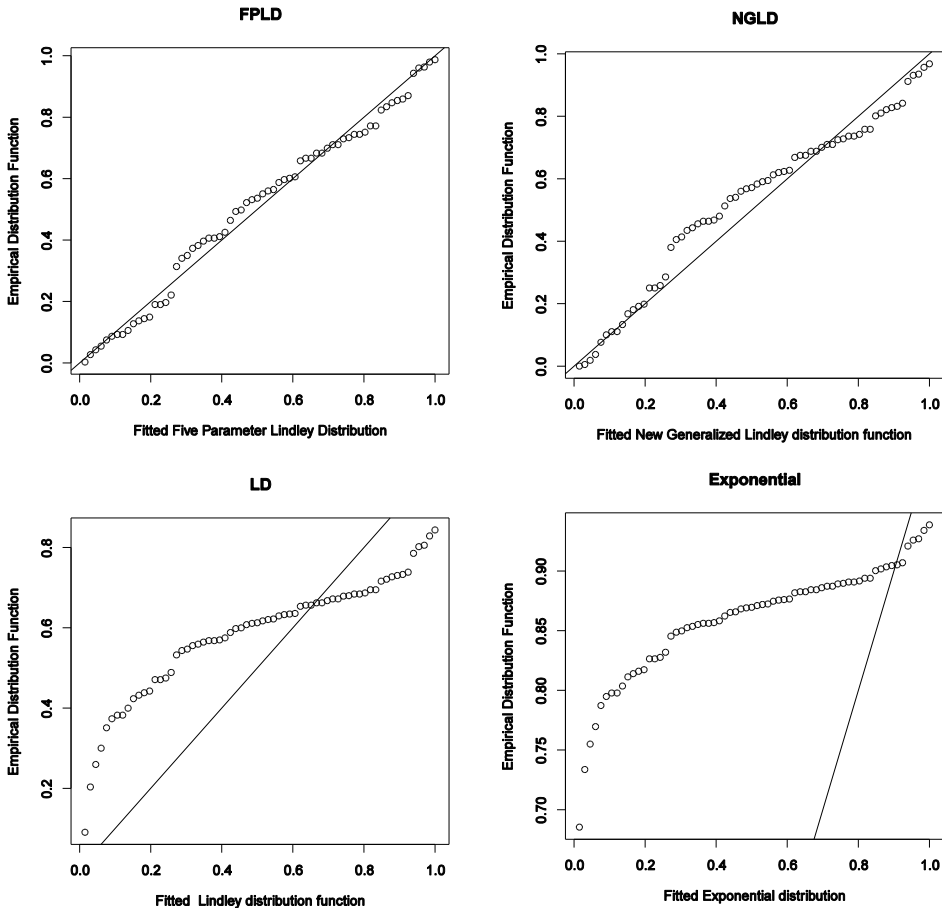 FPLD
Empirical Distribution Function
0.0
0.2
0.4
0.6
0.8
1.0
0.0 0.2 0.4 0.6 0.8 1.0
Fitted Five Parameter Lindley Distribution
NGLD
Empirical Distribution Function
0.0
0.2
0.4
0.6
0.8
1.0
0.0 0.2 0.4 0.6 0.8 1.0
Fitted New Generalized Lindley distribution function
LD
Empirical Distribution Function
0.2
0.4
0.6
0.8
0.0 0.2 0.4 0.6 0.8 1.0
Fitted Lindley distribution function
Exponential
Empirical Distribution Function
0.70
0.75
0.80
0.85
0.90
0.0 0.2 0.4 0.6 0.8 1.0
Fitted Exponential distribution